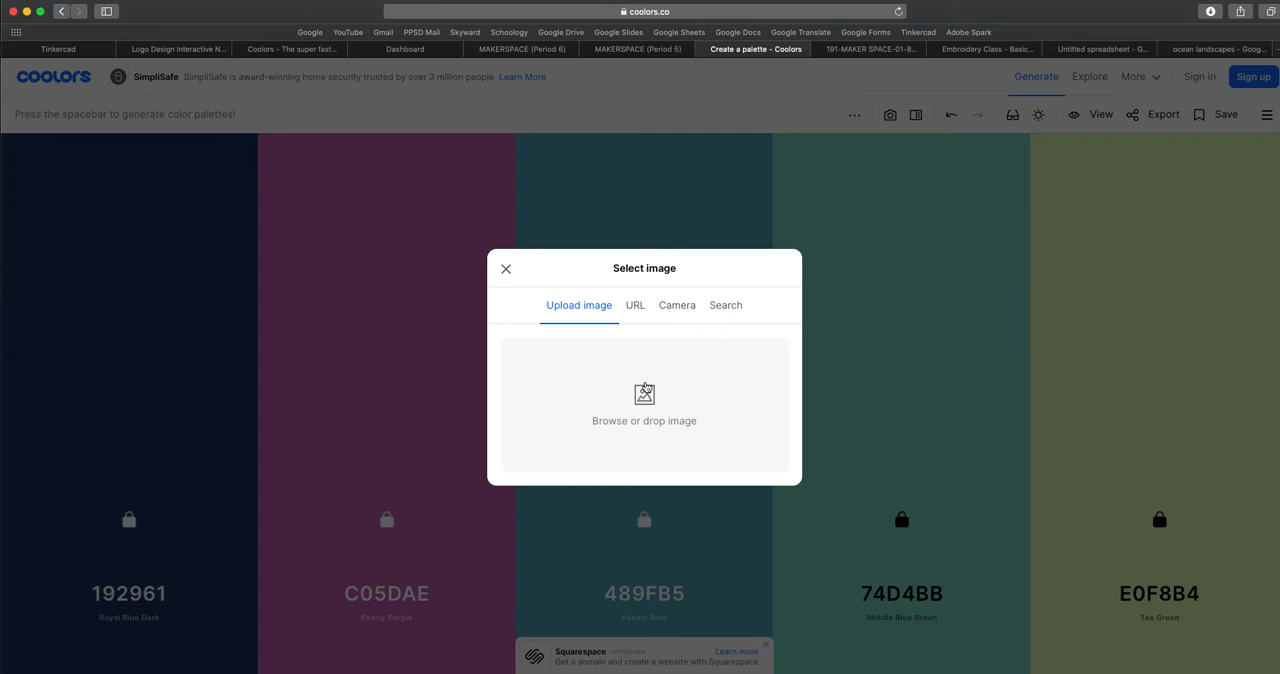 coolors.co
Google YouTube Gmail PPSD Mail Skyward Schoology Google Drive Google Slides Google Sheets Google Docs Google Translate Google Forms Tinkercad Adobe Spark
Tinkercad Logo Design Interactive N... Coolors - The super fast... Dashboard MAKERSPACE (Period 6) MAKERSPACE (Period 5) Create a palette - Coolors 191-MAKER SPACE-01-8... Embroidery Class - Basic... Untitled spreadsheet - G... ocean landscapes - Goog...
coolors SimpliSafe SimpliSafe is award-winning home security trusted by over 3 million people Learn More Generate Explore More Sign in Sign up
Press the spacebar to generate color palettes! View Export Save
Select image
Upload image URL Camera Search
Browse or drop image
192961 C05DAE 489FB5 74D4BB E0F8B4
Royal Blue Dark Pearly Purple Pacific Blue Middle Blue Green Tea Green
Squarespace SPONSORED Learn more
Get a domain and create a website with Squarespace